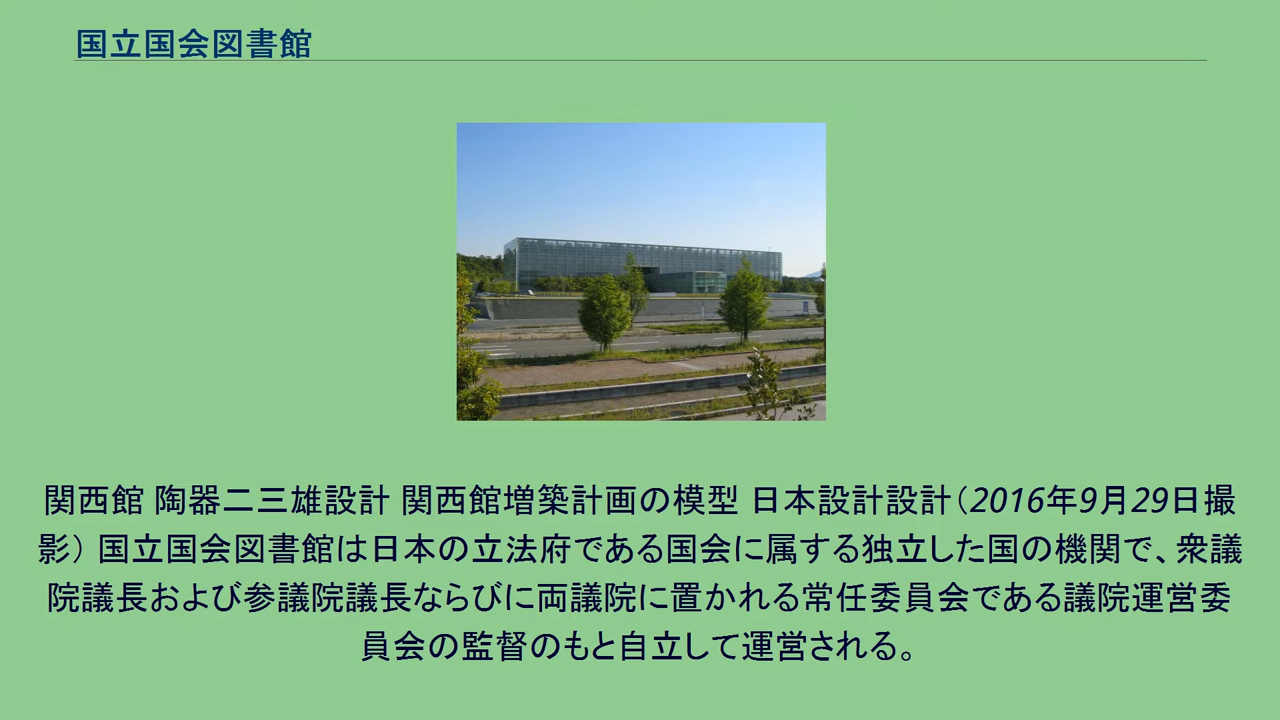 国立国会図書館
関西館 陶器二三雄設計 関西館増築計画の模型 日本設計設計（2016年9月29日撮
影） 国立国会図書館は日本の立法府である国会に属する独立した国の機関で、衆議
院議長および参議院議長ならびに両議院に置かれる常任委員会である議院運営委
員会の監督のもと自立して運営される。